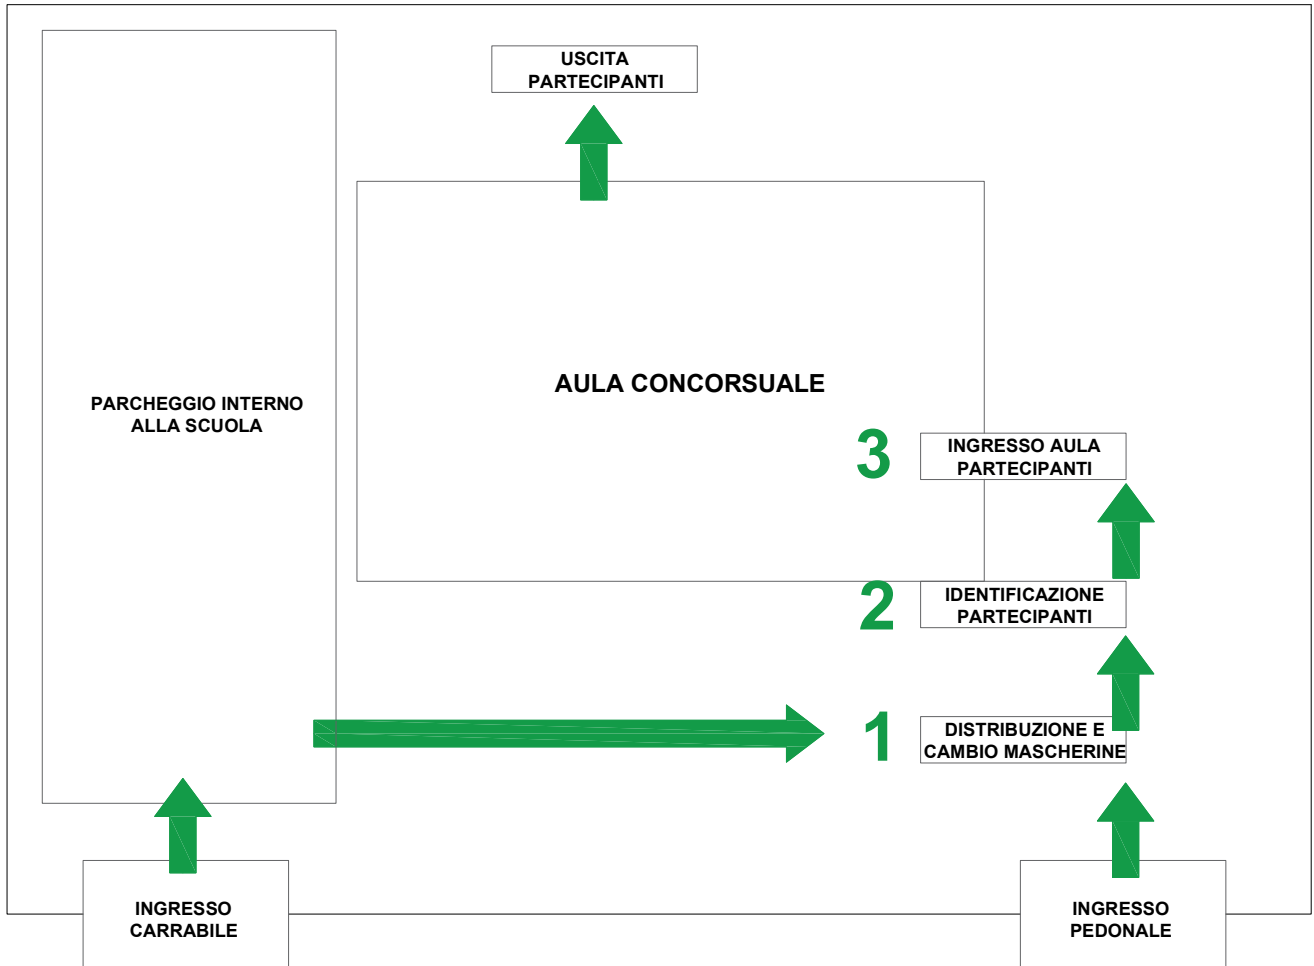 USCITA
PARTECIPANTI
AULA CONCORSUALE
PARCHEGGIO INTERNO
ALLA SCUOLA
3
INGRESSO AULA
PARTECIPANTI
2
IDENTIFICAZIONE
PARTECIPANTI
1
DISTRIBUZIONE E
CAMBIO MASCHERINE
INGRESSO
CARRABILE
INGRESSO
PEDONALE